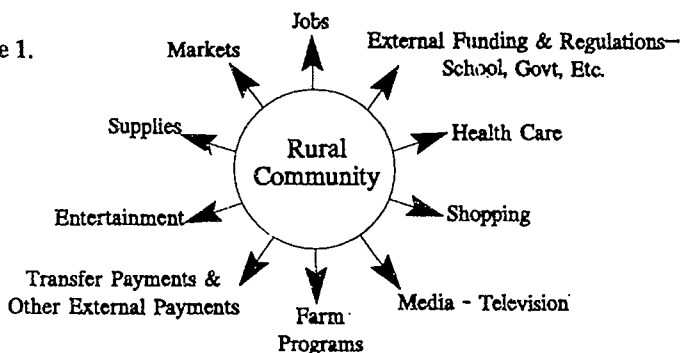 e 1.
Jobs
Markets
External Funding & Regulations—
School, Govt, Etc.
Supplies
Health Care
Rural
Community
Entertainment
Shopping
Transfer Payments &
Other External Payments
Media - Television
Farm
Programs